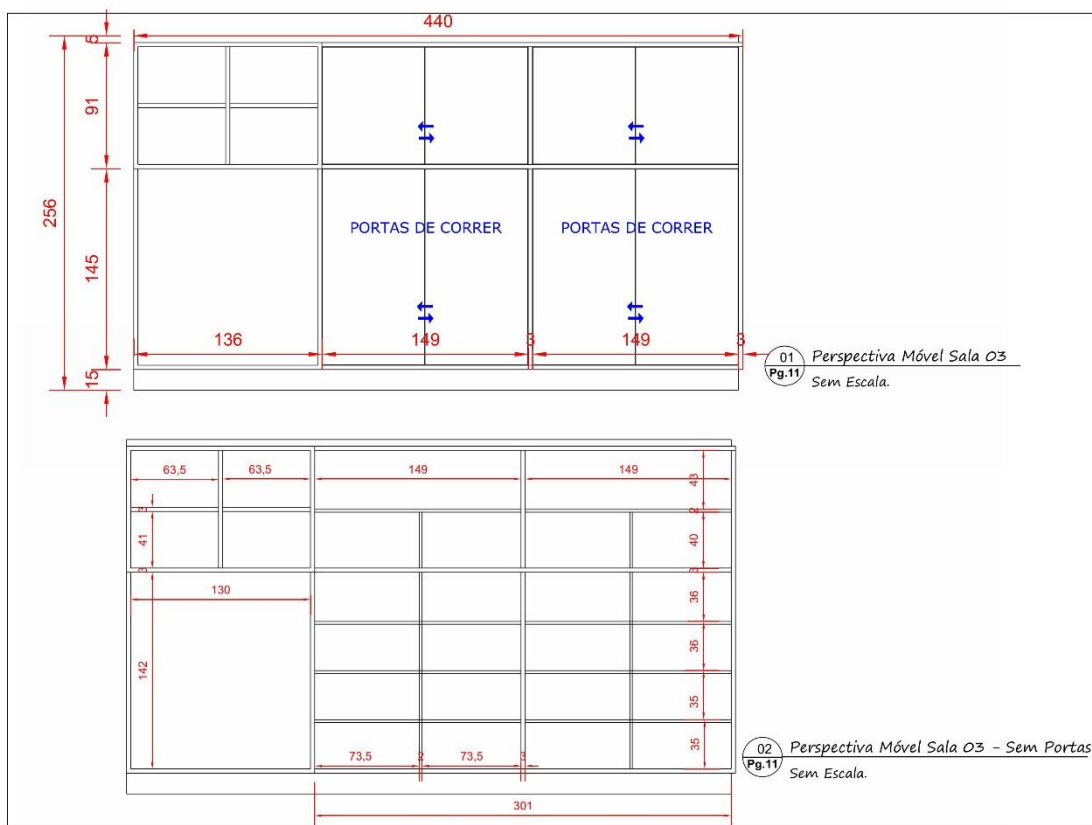 440
5
91
256
145
15
PORTAS DE CORRER PORTAS DE CORRER
136 149 3 149 3
01 Perspectiva Móvel Sala 03
Pg.11 Sem Escala.
63,5 63,5 149 149 43
3 2
41 40
3 3
130 36
142 36
35
35
73,5 2 73,5 3
301
02 Perspectiva Móvel Sala 03 - Sem Portas
Pg.11 Sem Escala.